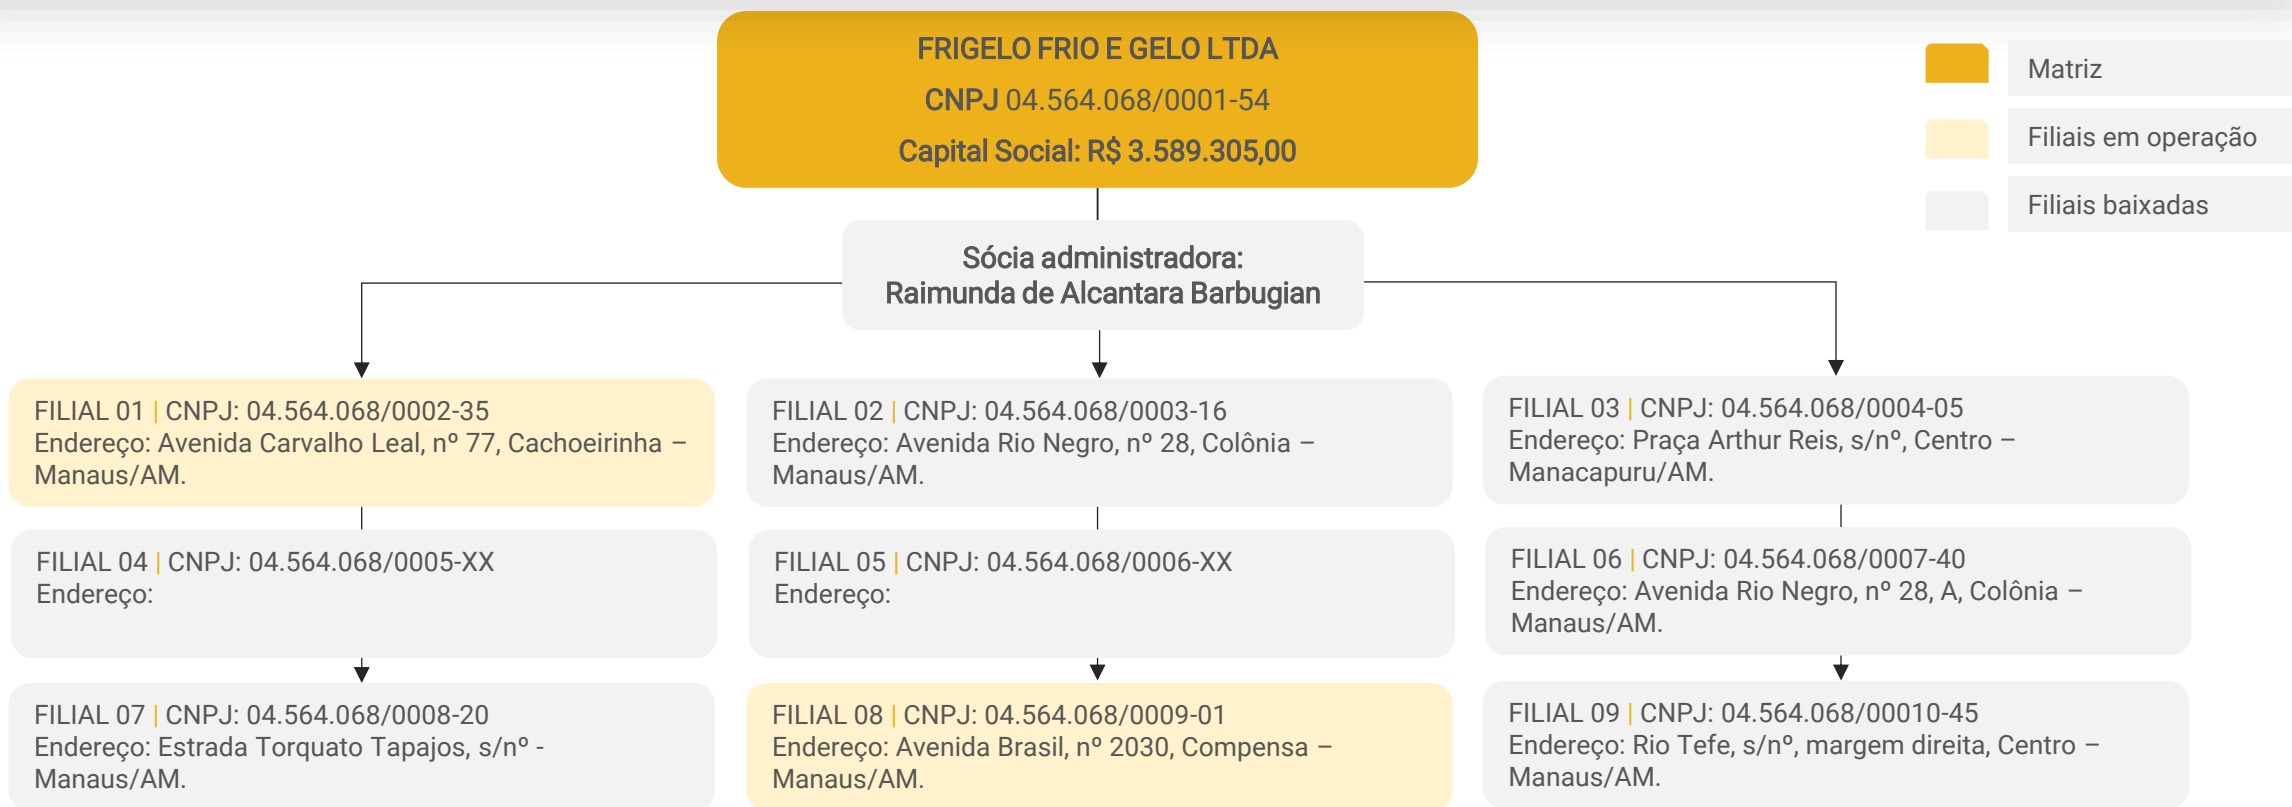 FRIGELO FRIO E GELO LTDA
CNPJ 04.564.068/0001-54
Capital Social: R$ 3.589.305,00
Matriz
Filiais em operação
Filiais baixadas
Sócia administradora:
Raimunda de Alcantara Barbugian
FILIAL 01 | CNPJ: 04.564.068/0002-35
Endereço: Avenida Carvalho Leal, nº 77, Cachoeirinha –
Manaus/AM.
FILIAL 02 | CNPJ: 04.564.068/0003-16
Endereço: Avenida Rio Negro, nº 28, Colônia –
Manaus/AM.
FILIAL 03 | CNPJ: 04.564.068/0004-05
Endereço: Praça Arthur Reis, s/nº, Centro –
Manacapuru/AM.
FILIAL 04 | CNPJ: 04.564.068/0005-XX
Endereço:
FILIAL 05 | CNPJ: 04.564.068/0006-XX
Endereço:
FILIAL 06 | CNPJ: 04.564.068/0007-40
Endereço: Avenida Rio Negro, nº 28, A, Colônia –
Manaus/AM.
FILIAL 07 | CNPJ: 04.564.068/0008-20
Endereço: Estrada Torquato Tapajos, s/nº -
Manaus/AM.
FILIAL 08 | CNPJ: 04.564.068/0009-01
Endereço: Avenida Brasil, nº 2030, Compensa –
Manaus/AM.
FILIAL 09 | CNPJ: 04.564.068/00010-45
Endereço: Rio Tefe, s/nº, margem direita, Centro –
Manaus/AM.